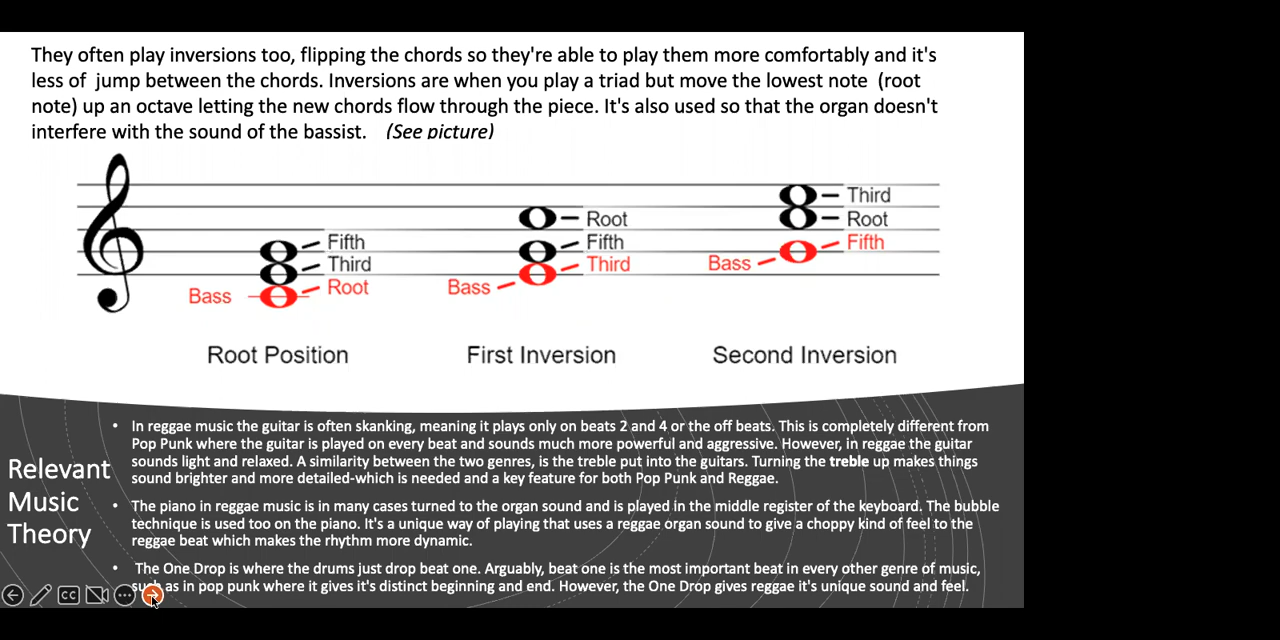 They often play inversions too, flipping the chords so they're able to play them more comfortably and it's
less of  jump between the chords. Inversions are when you play a triad but move the lowest note  (root
note) up an octave letting the new chords flow through the piece. It's also used so that the organ doesn't
interfere with the sound of the bassist.    (See picture)
Third
Root
Root
Fifth
Fifth
Fifth
Third
Third
Bass
Root
Bass
Bass
Root Position
First Inversion
Second Inversion
Relevant
Music
Theory
• In reggae music the guitar is often skanking, meaning it plays only on beats 2 and 4 or the off beats. This is completely different from
Pop Punk where the guitar is played on every beat and sounds much more powerful and aggressive. However, in reggae the guitar
sounds light and relaxed. A similarity between the two genres, is the treble put into the guitars. Turning the treble up makes things
sound brighter and more detailed-which is needed and a key feature for both Pop Punk and Reggae.
• The piano in reggae music is in many cases turned to the organ sound and is played in the middle register of the keyboard. The bubble
technique is used too on the piano. It's a unique way of playing that uses a reggae organ sound to give a choppy kind of feel to the
reggae beat which makes the rhythm more dynamic.
• The One Drop is where the drums just drop beat one. Arguably, beat one is the most important beat in every other genre of music,
such as in pop punk where it gives it's distinct beginning and end. However, the One Drop gives reggae it's unique sound and feel.
CC